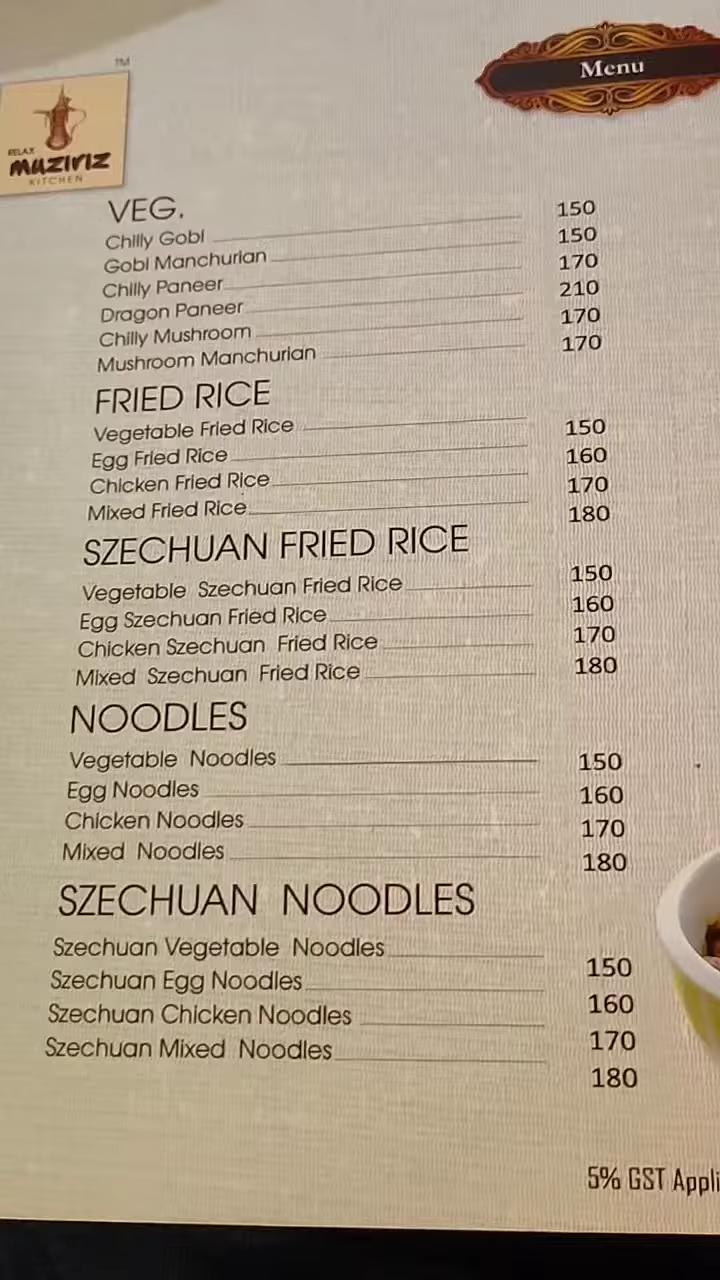 TM
Menu
RELAX
MUZIRIZ
KITCHEN
VEG.
Chilly Gobi 150
Gobi Manchurian 150
Chilly Paneer 170
Dragon Paneer 210
Chilly Mushroom 170
Mushroom Manchurian 170
FRIED RICE
Vegetable Fried Rice 150
Egg Fried Rice 160
Chicken Fried Rice 170
Mixed Fried Rice 180
SZECHUAN FRIED RICE
Vegetable Szechuan Fried Rice 150
Egg Szechuan Fried Rice 160
Chicken Szechuan Fried Rice 170
Mixed Szechuan Fried Rice 180
NOODLES
Vegetable Noodles 150
Egg Noodles 160
Chicken Noodles 170
Mixed Noodles 180
SZECHUAN NOODLES
Szechuan Vegetable Noodles 150
Szechuan Egg Noodles 160
Szechuan Chicken Noodles 170
Szechuan Mixed Noodles 180
5% GST Appli